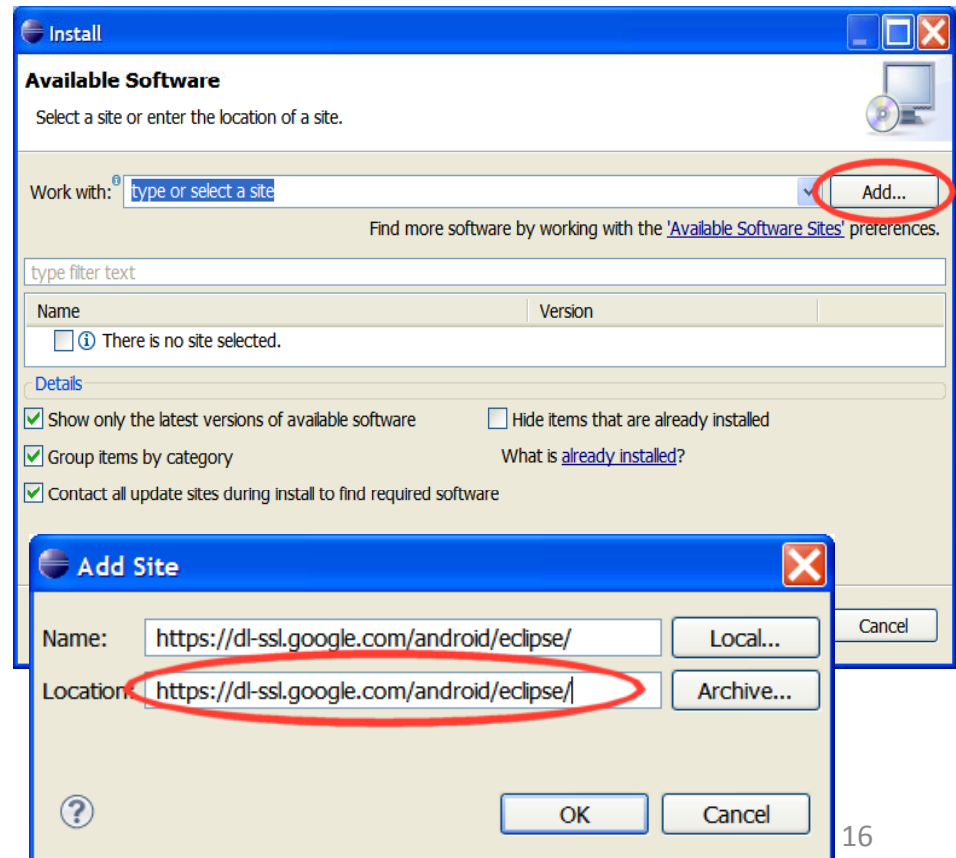 Install
Available Software
Select a site or enter the location of a site.
Work with: type or select a site Add...
Find more software by working with the 'Available Software Sites' preferences.
type filter text
Name Version
There is no site selected.
Details
Show only the latest versions of available software Hide items that are already installed
Group items by category What is already installed?
Contact all update sites during install to find required software
Cancel
Add Site
Name: https://dl-ssl.google.com/android/eclipse/ Local...
Location: https://dl-ssl.google.com/android/eclipse/ Archive...
? OK Cancel
16